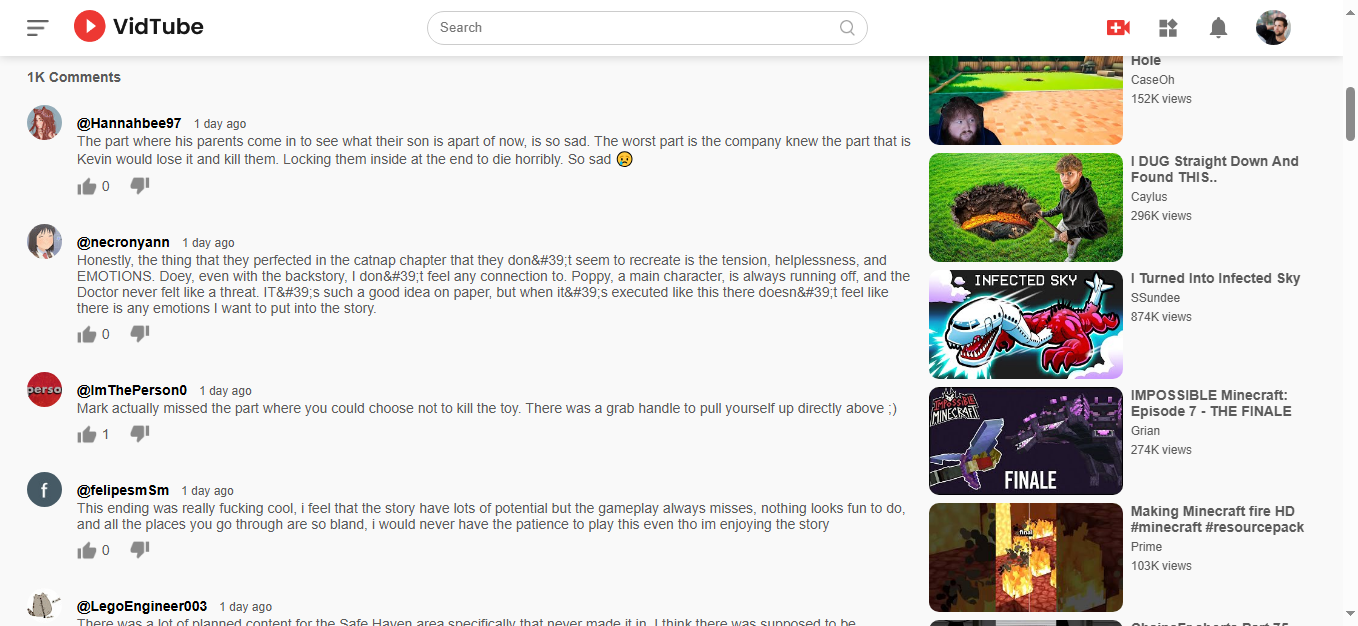 VidTube
Search
1K Comments
@Hannahbee97 1 day ago
The part where his parents come in to see what their son is apart of now, is so sad. The worst part is the company knew the part that is
Kevin would lose it and kill them. Locking them inside at the end to die horribly. So sad 😥
0
@necronyann 1 day ago
Honestly, the thing that they perfected in the catnap chapter that they don&#39;t seem to recreate is the tension, helplessness, and
EMOTIONS. Doey, even with the backstory, I don&#39;t feel any connection to. Poppy, a main character, is always running off, and the
Doctor never felt like a threat. IT&#39;s such a good idea on paper, but when it&#39;s executed like this there doesn&#39;t feel like
there is any emotions I want to put into the story.
0
perso
@ImThePerson0 1 day ago
Mark actually missed the part where you could choose not to kill the toy. There was a grab handle to pull yourself up directly above ;)
1
f
@felipesmSm 1 day ago
This ending was really fucking cool, i feel that the story have lots of potential but the gameplay always misses, nothing looks fun to do,
and all the places you go through are so bland, i would never have the patience to play this even tho im enjoying the story
0
@LegoEngineer003 1 day ago
There was a lot of planned content for the Safe Haven area specifically that never made it in. I think there was supposed to be
Hole
CaseOh
152K views
I DUG Straight Down And
Found THIS..
Caylus
296K views
INFECTED SKY
I Turned Into Infected Sky
SSundee
874K views
IMPOSSIBLE
MINECRAFT
FINALE
IMPOSSIBLE Minecraft:
Episode 7 - THE FINALE
Grian
274K views
final
Making Minecraft fire HD
#minecraft #resourcepack
Prime
103K views